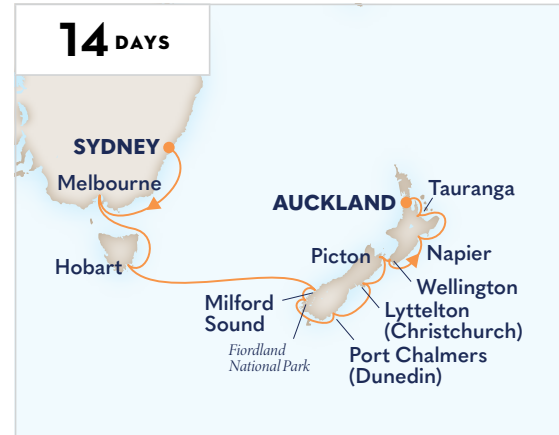 14 DAYS
SYDNEY
Melbourne
Hobart
AUCKLAND
Tauranga
Napier
Picton
Wellington
Lyttelton
(Christchurch)
Milford
Sound
Fiordland
National Park
Port Chalmers
(Dunedin)